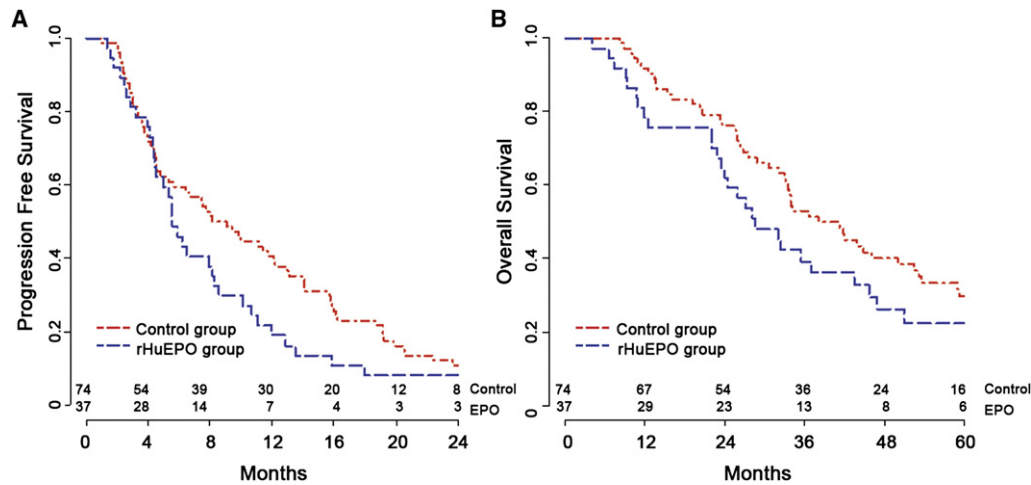 A
Progression Free Survival
1.0
0.8
0.6
0.4
0.2
0.0
Control group
rHuEPO group
74 54 39 30 20 12 8 Control
37 28 14 7 4 3 3 EPO
0 4 8 12 16 20 24
Months
B
Overall Survival
1.0
0.8
0.6
0.4
0.2
0.0
Control group
rHuEPO group
74 67 54 36 24 16 Control
37 29 23 13 8 6 EPO
0 12 24 36 48 60
Months